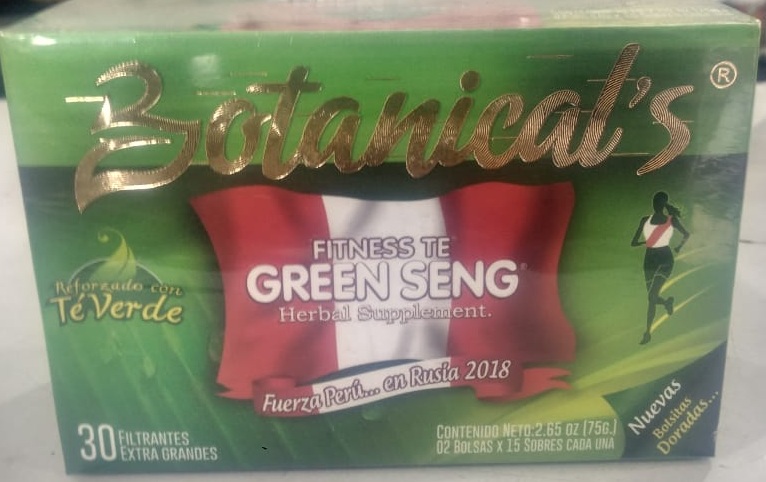 Botanical's®
FITNESS TE
GREEN SENG®
Herbal Supplement.
Reforzado con
Té Verde
Fuerza Perú... en Rusía 2018
30 FILTRANTES
EXTRA GRANDES
CONTENIDO NETO:2.65 OZ (75G.)
02 BOLSAS X 15 SOBRES CADA UNA
Nuevas
Bolsitas
Doradas...